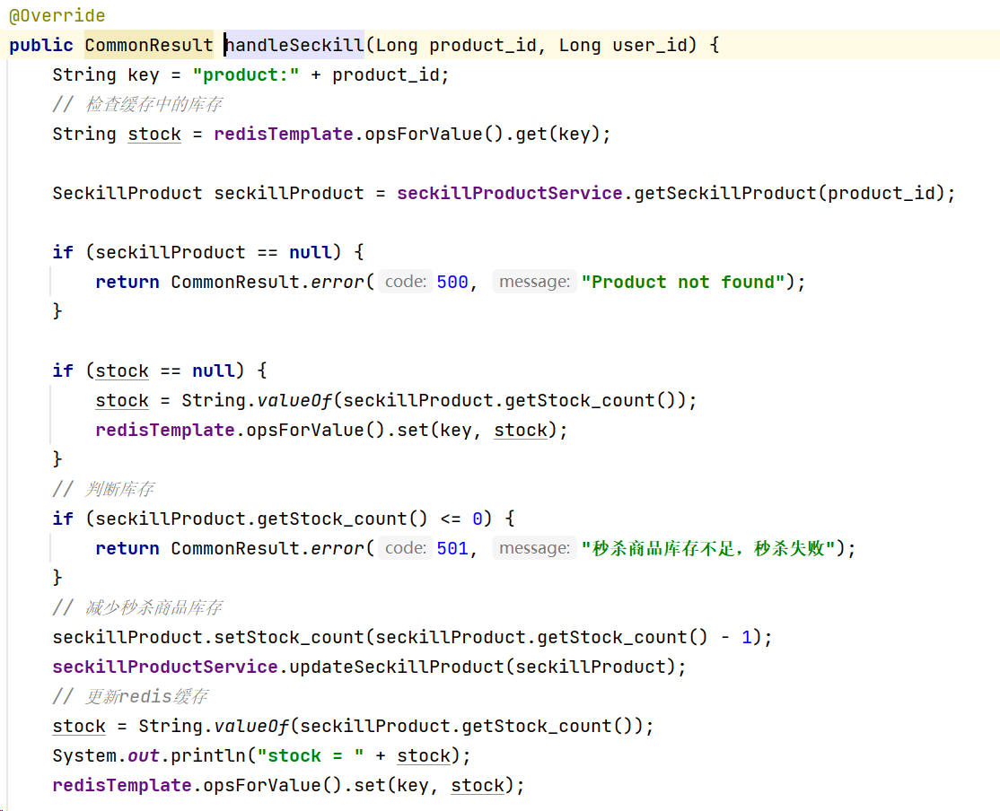 @Override
public CommonResult handleSeckill(Long product_id, Long user_id) {
String key = "product:" + product_id;
// 检查缓存中的库存
String stock = redisTemplate.opsForValue().get(key);
SeckillProduct seckillProduct = seckillProductService.getSeckillProduct(product_id);
if (seckillProduct == null) {
return CommonResult.error( code: 500, message: "Product not found");
}
if (stock == null) {
stock = String.valueOf(seckillProduct.getStock_count());
redisTemplate.opsForValue().set(key, stock);
}
// 判断库存
if (seckillProduct.getStock_count() <= 0) {
return CommonResult.error( code: 501, message: "秒杀商品库存不足，秒杀失败");
}
// 减少秒杀商品库存
seckillProduct.setStock_count(seckillProduct.getStock_count() - 1);
seckillProductService.updateSeckillProduct(seckillProduct);
// 更新redis缓存
stock = String.valueOf(seckillProduct.getStock_count());
System.out.println("stock = " + stock);
redisTemplate.opsForValue().set(key, stock);